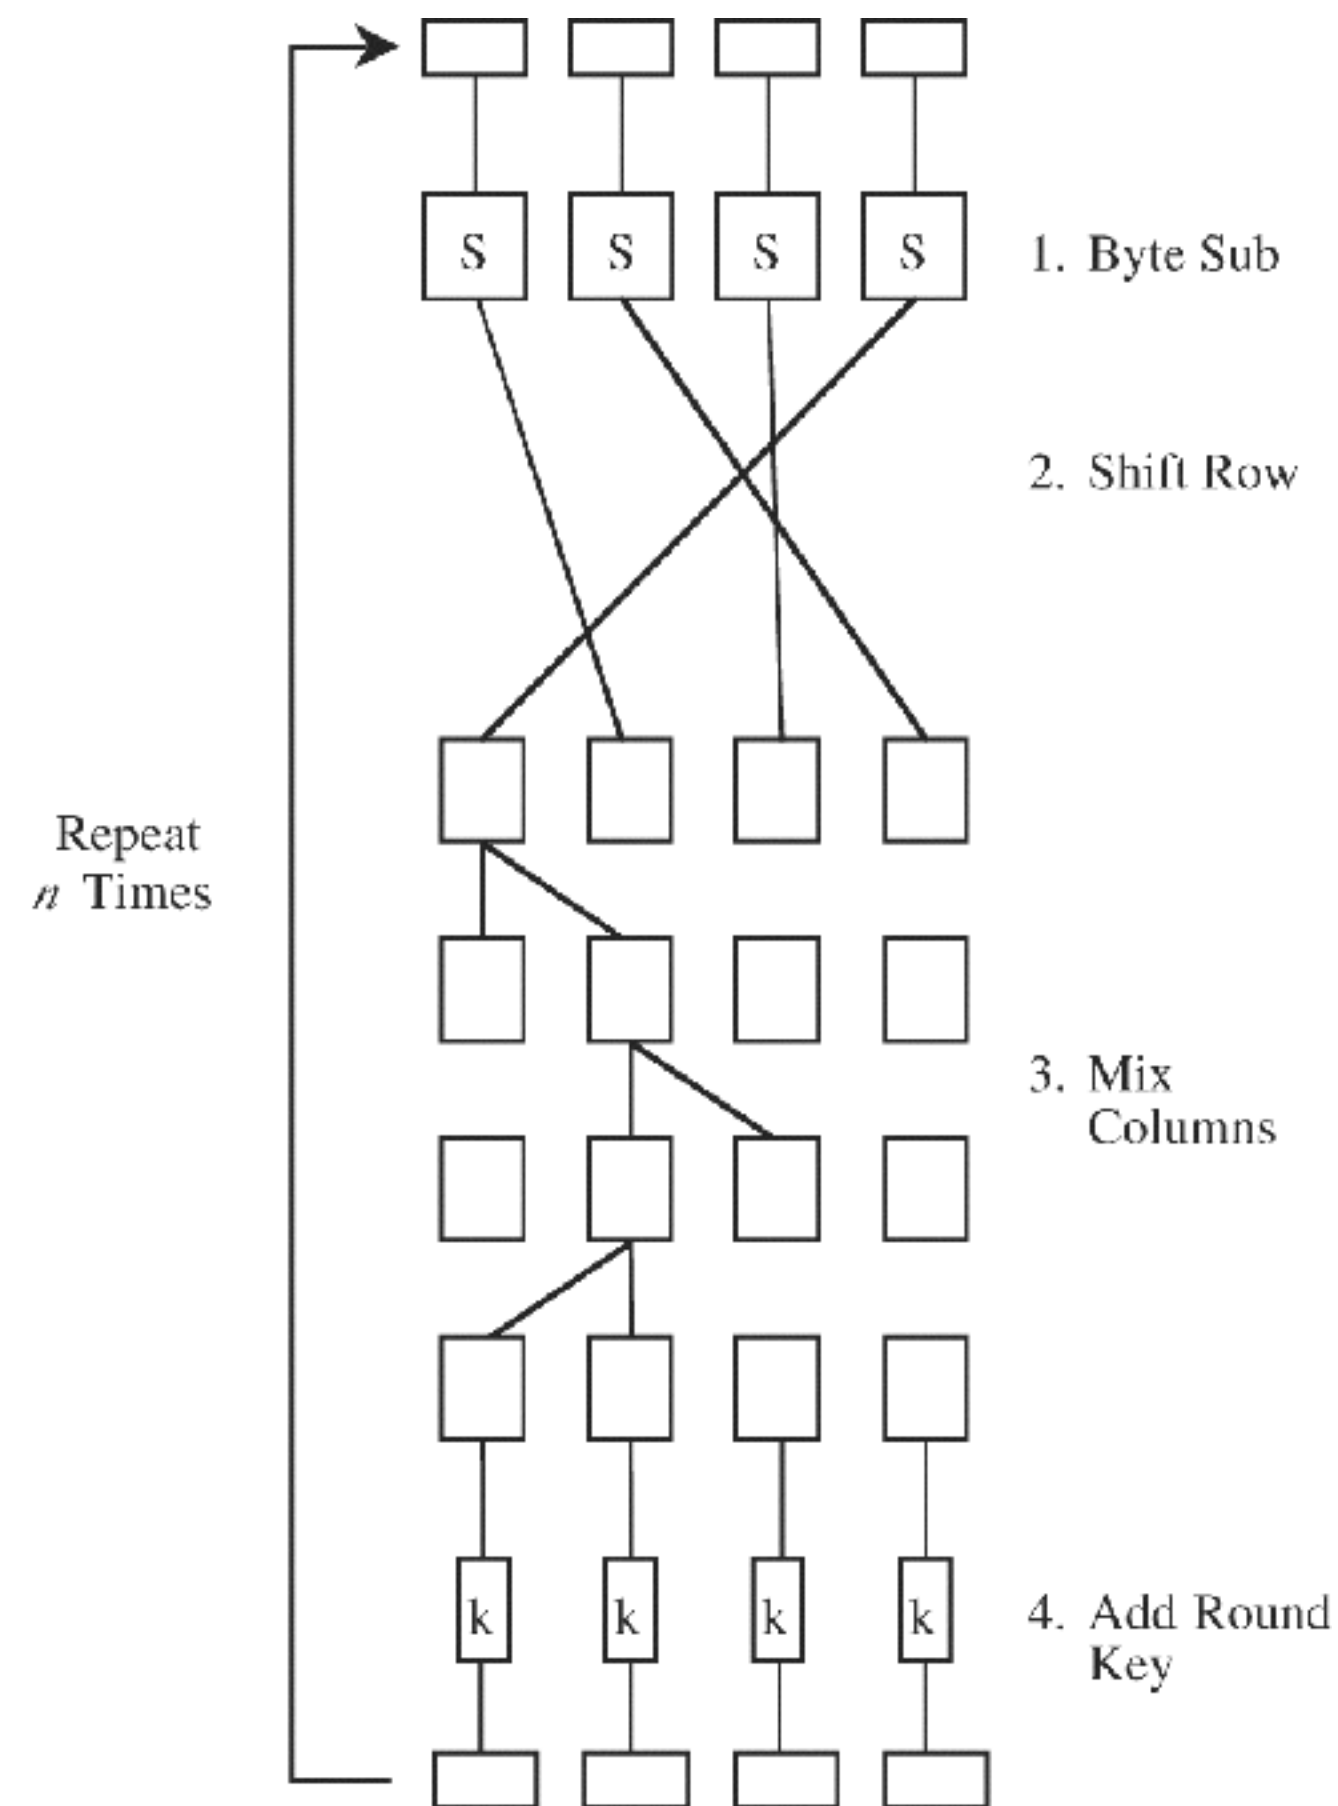 S S S S
1. Byte Sub
2. Shift Row
Repeat
n Times
3. Mix
Columns
k k k k
4. Add Round
Key